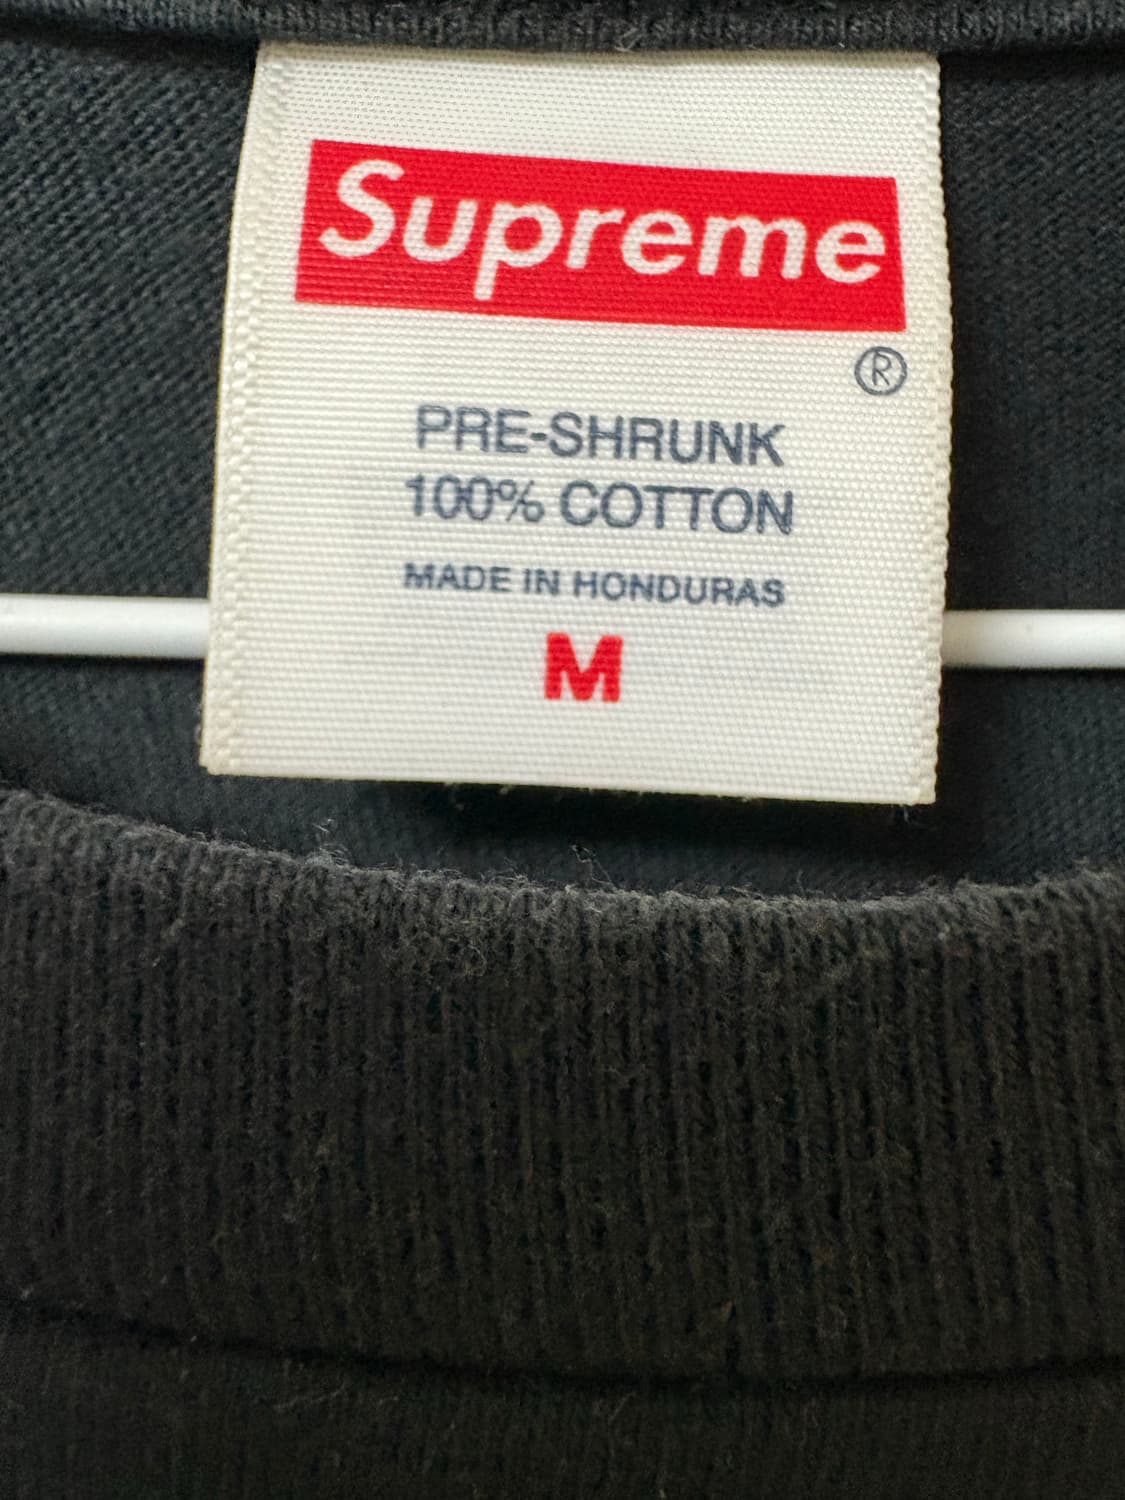 Supreme
®
PRE-SHRUNK
100% COTTON
MADE IN HONDURAS
M